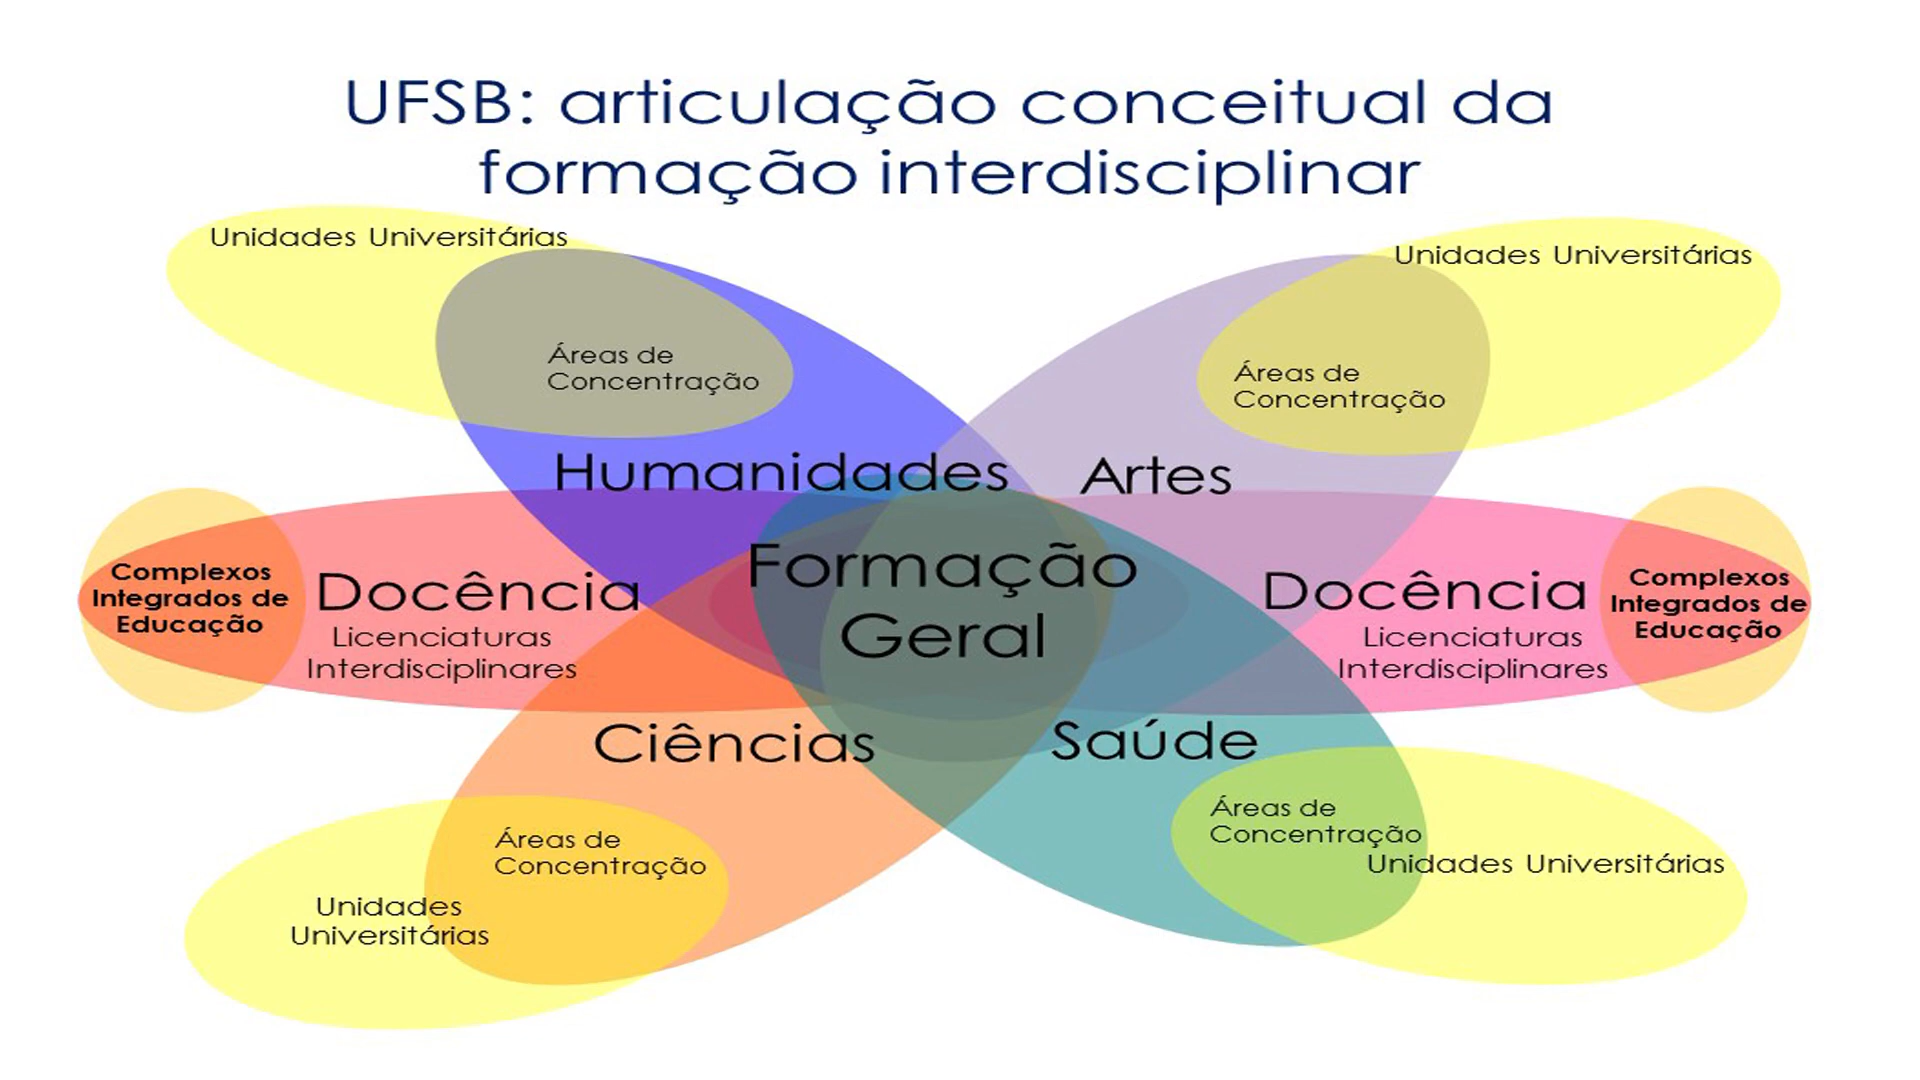 UFSB: articulação conceitual da
formação interdisciplinar
Unidades Universitárias
Unidades Universitárias
Áreas de
Concentração
Áreas de
Concentração
Humanidades
Artes
Formação
Geral
Complexos
Integrados de
Educação
Docência
Licenciaturas
Interdisciplinares
Docência
Licenciaturas
Interdisciplinares
Complexos
Integrados de
Educação
Ciências
Saúde
Áreas de
Concentração
Unidades
Universitárias
Áreas de
Concentração
Unidades Universitárias